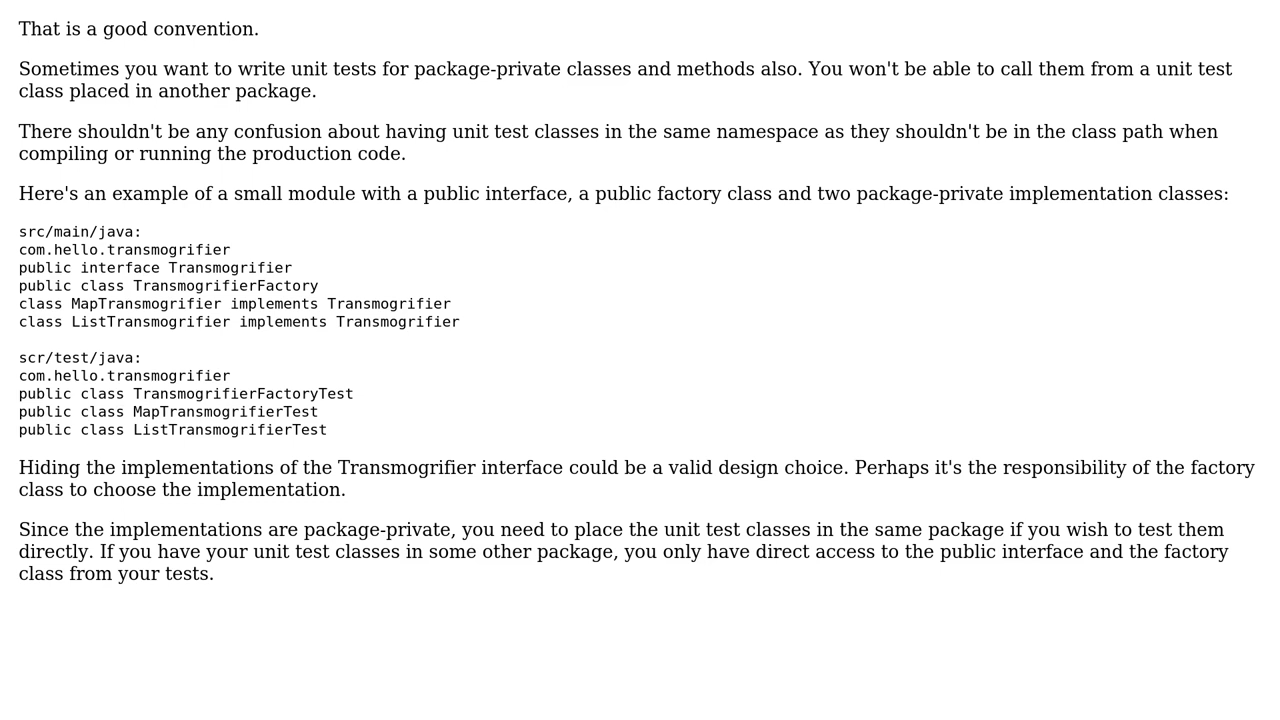 That is a good convention.
Sometimes you want to write unit tests for package-private classes and methods also. You won't be able to call them from a unit test
class placed in another package.
There shouldn't be any confusion about having unit test classes in the same namespace as they shouldn't be in the class path when
compiling or running the production code.
Here's an example of a small module with a public interface, a public factory class and two package-private implementation classes:
src/main/java:
com.hello.transmogrifier
public interface Transmogrifier
public class TransmogrifierFactory
class MapTransmogrifier implements Transmogrifier
class ListTransmogrifier implements Transmogrifier
scr/test/java:
com.hello.transmogrifier
public class TransmogrifierFactoryTest
public class MapTransmogrifierTest
public class ListTransmogrifierTest
Hiding the implementations of the Transmogrifier interface could be a valid design choice. Perhaps it's the responsibility of the factory
class to choose the implementation.
Since the implementations are package-private, you need to place the unit test classes in the same package if you wish to test them
directly. If you have your unit test classes in some other package, you only have direct access to the public interface and the factory
class from your tests.